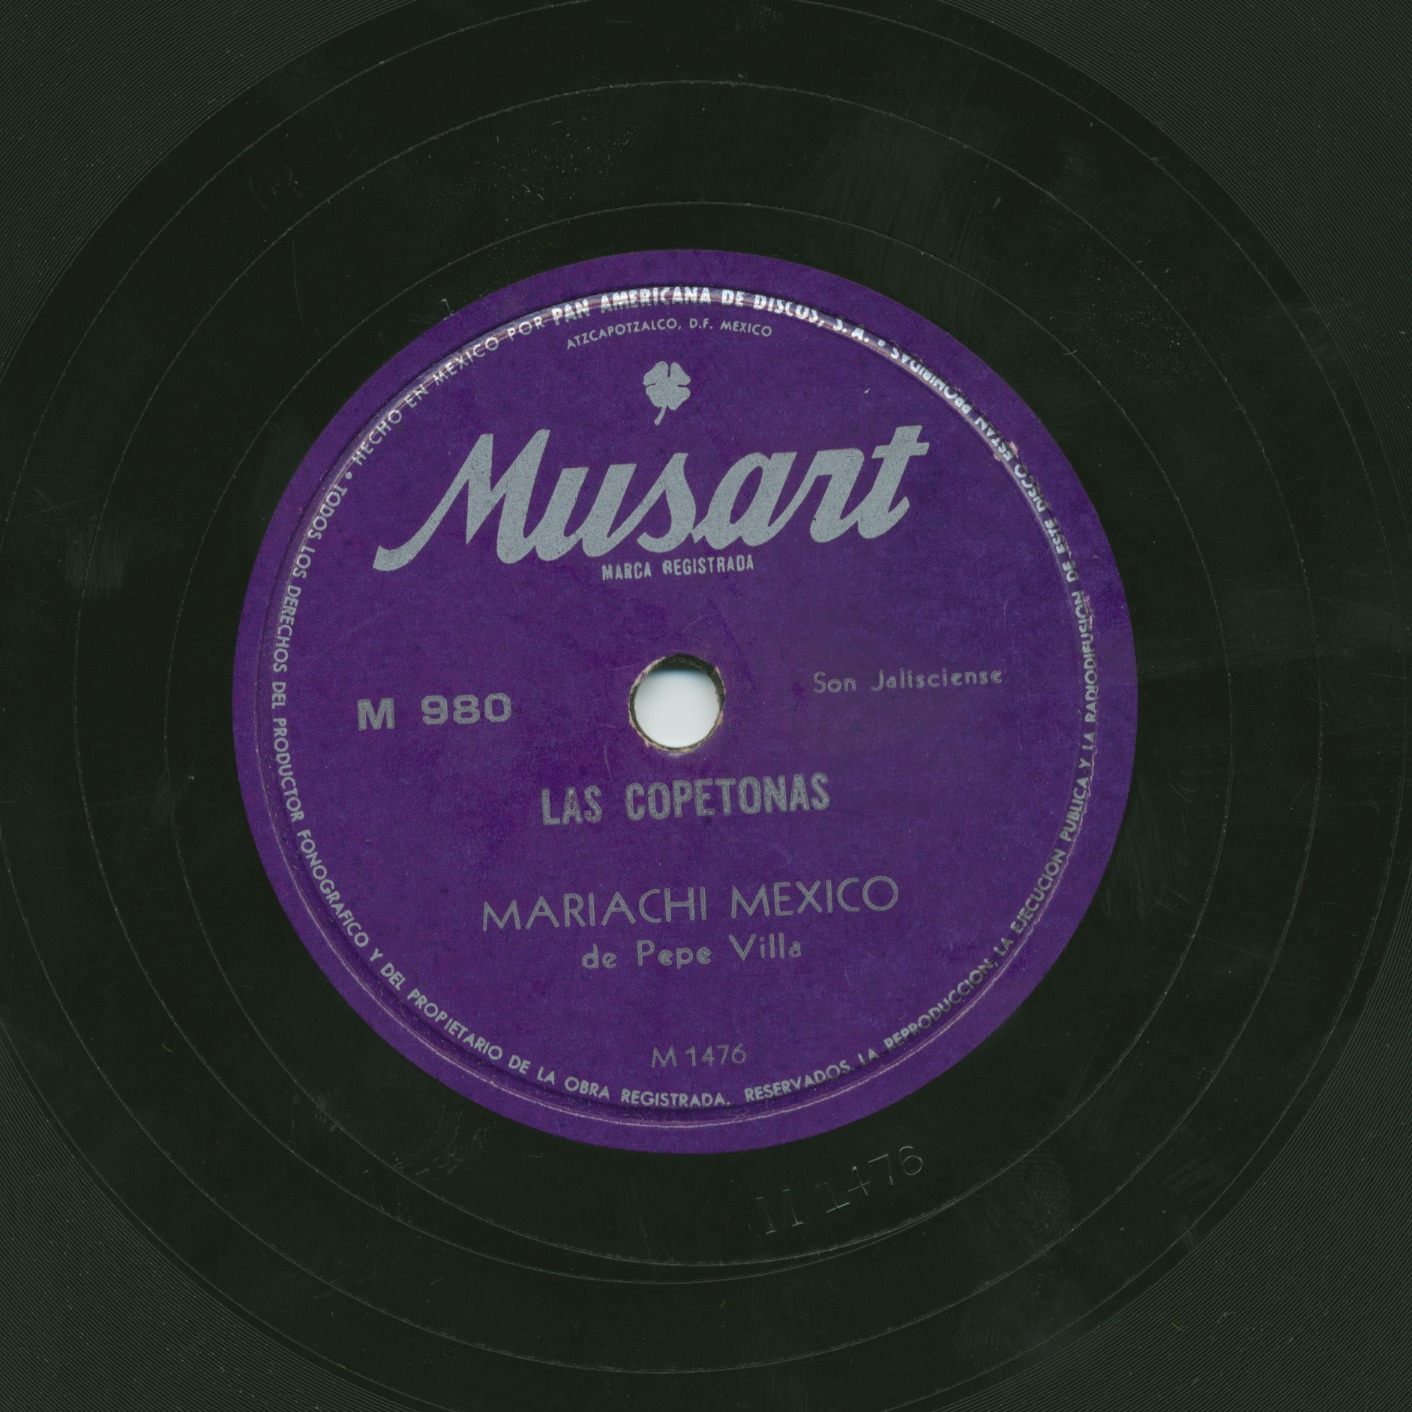 HECHO EN MEXICO POR PAN AMERICANA DE DISCOS, S. A. •
ATZCAPOTZALCO, D.F. MEXICO
Musart
MARCA REGISTRADA
M 980
Son Jalisciense
LAS COPETONAS
MARIACHI MEXICO
de Pepe Villa
M 1476
• TODOS LOS DERECHOS DEL PRODUCTOR FONOGRAFICO Y DEL PROPIETARIO DE LA OBRA REGISTRADA. RESERVADOS. LA REPRODUCCION, LA EJECUCION PUBLICA Y LA RADIODIFUSION DE ESTE DISCO ESTAN PROHIBIDAS
M 1476